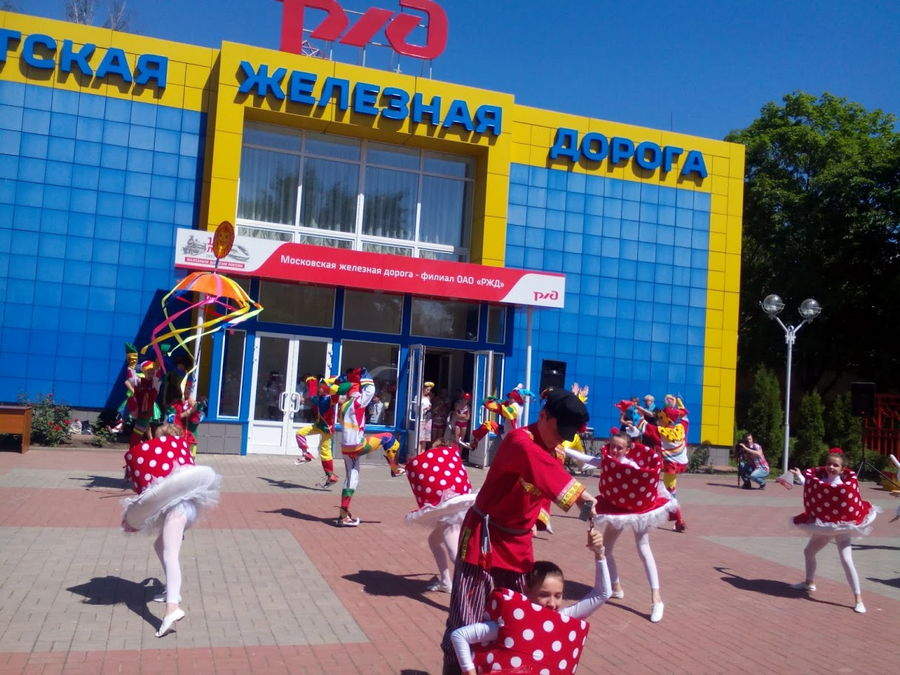 РЖД
ТСКАЯ ЖЕЛЕЗНАЯ ДОРОГА
Московская железная дорога - филиал ОАО «РЖД»
РЖД